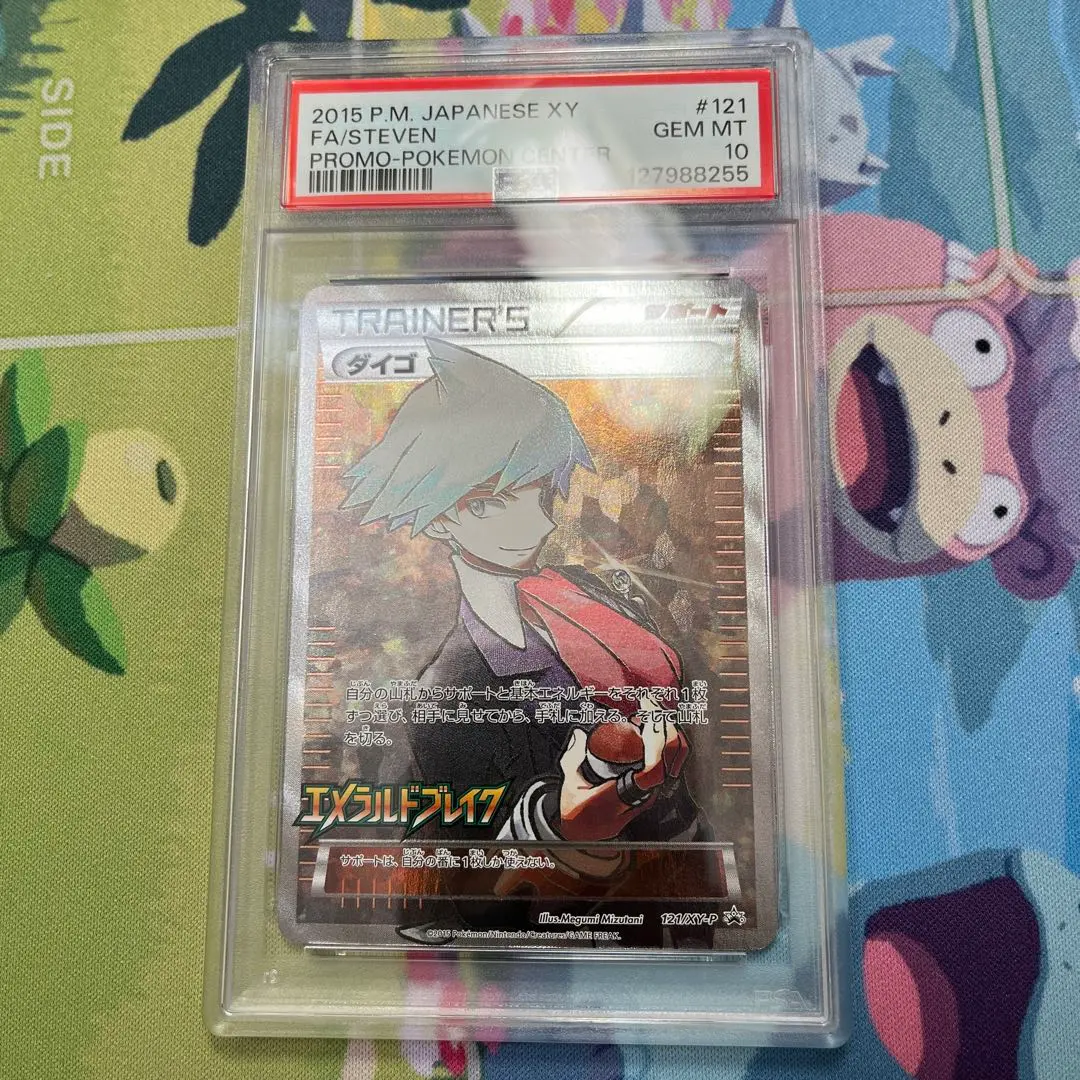 SIDE
2015 P.M. JAPANESE XY
#121
FA/STEVEN
GEM MT
PROMO-POKEMON CENTER
10
27988255
TRAINER'S
サポート
ダイゴ
自分の山札からサポートと基本エネルギーをそれぞれ1枚
ずつ選び、相手に見せてから、手札に加える。そして山札
を切る。
エメラルドブレイク
サポートは、自分の番に1枚しか使えない。
Illus.Megumi Mizutani
121/XY-P
©2015 Pokémon/Nintendo/Creatures/GAME FREAK.